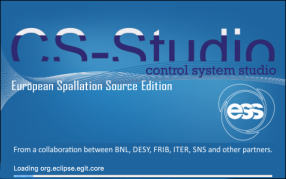 CS-Studio
control system studio
European Spallation Source Edition
ess
From a collaboration between BNL, DESY, FRIB, ITER, SNS and other partners.
Loading org.eclipse.egit.core